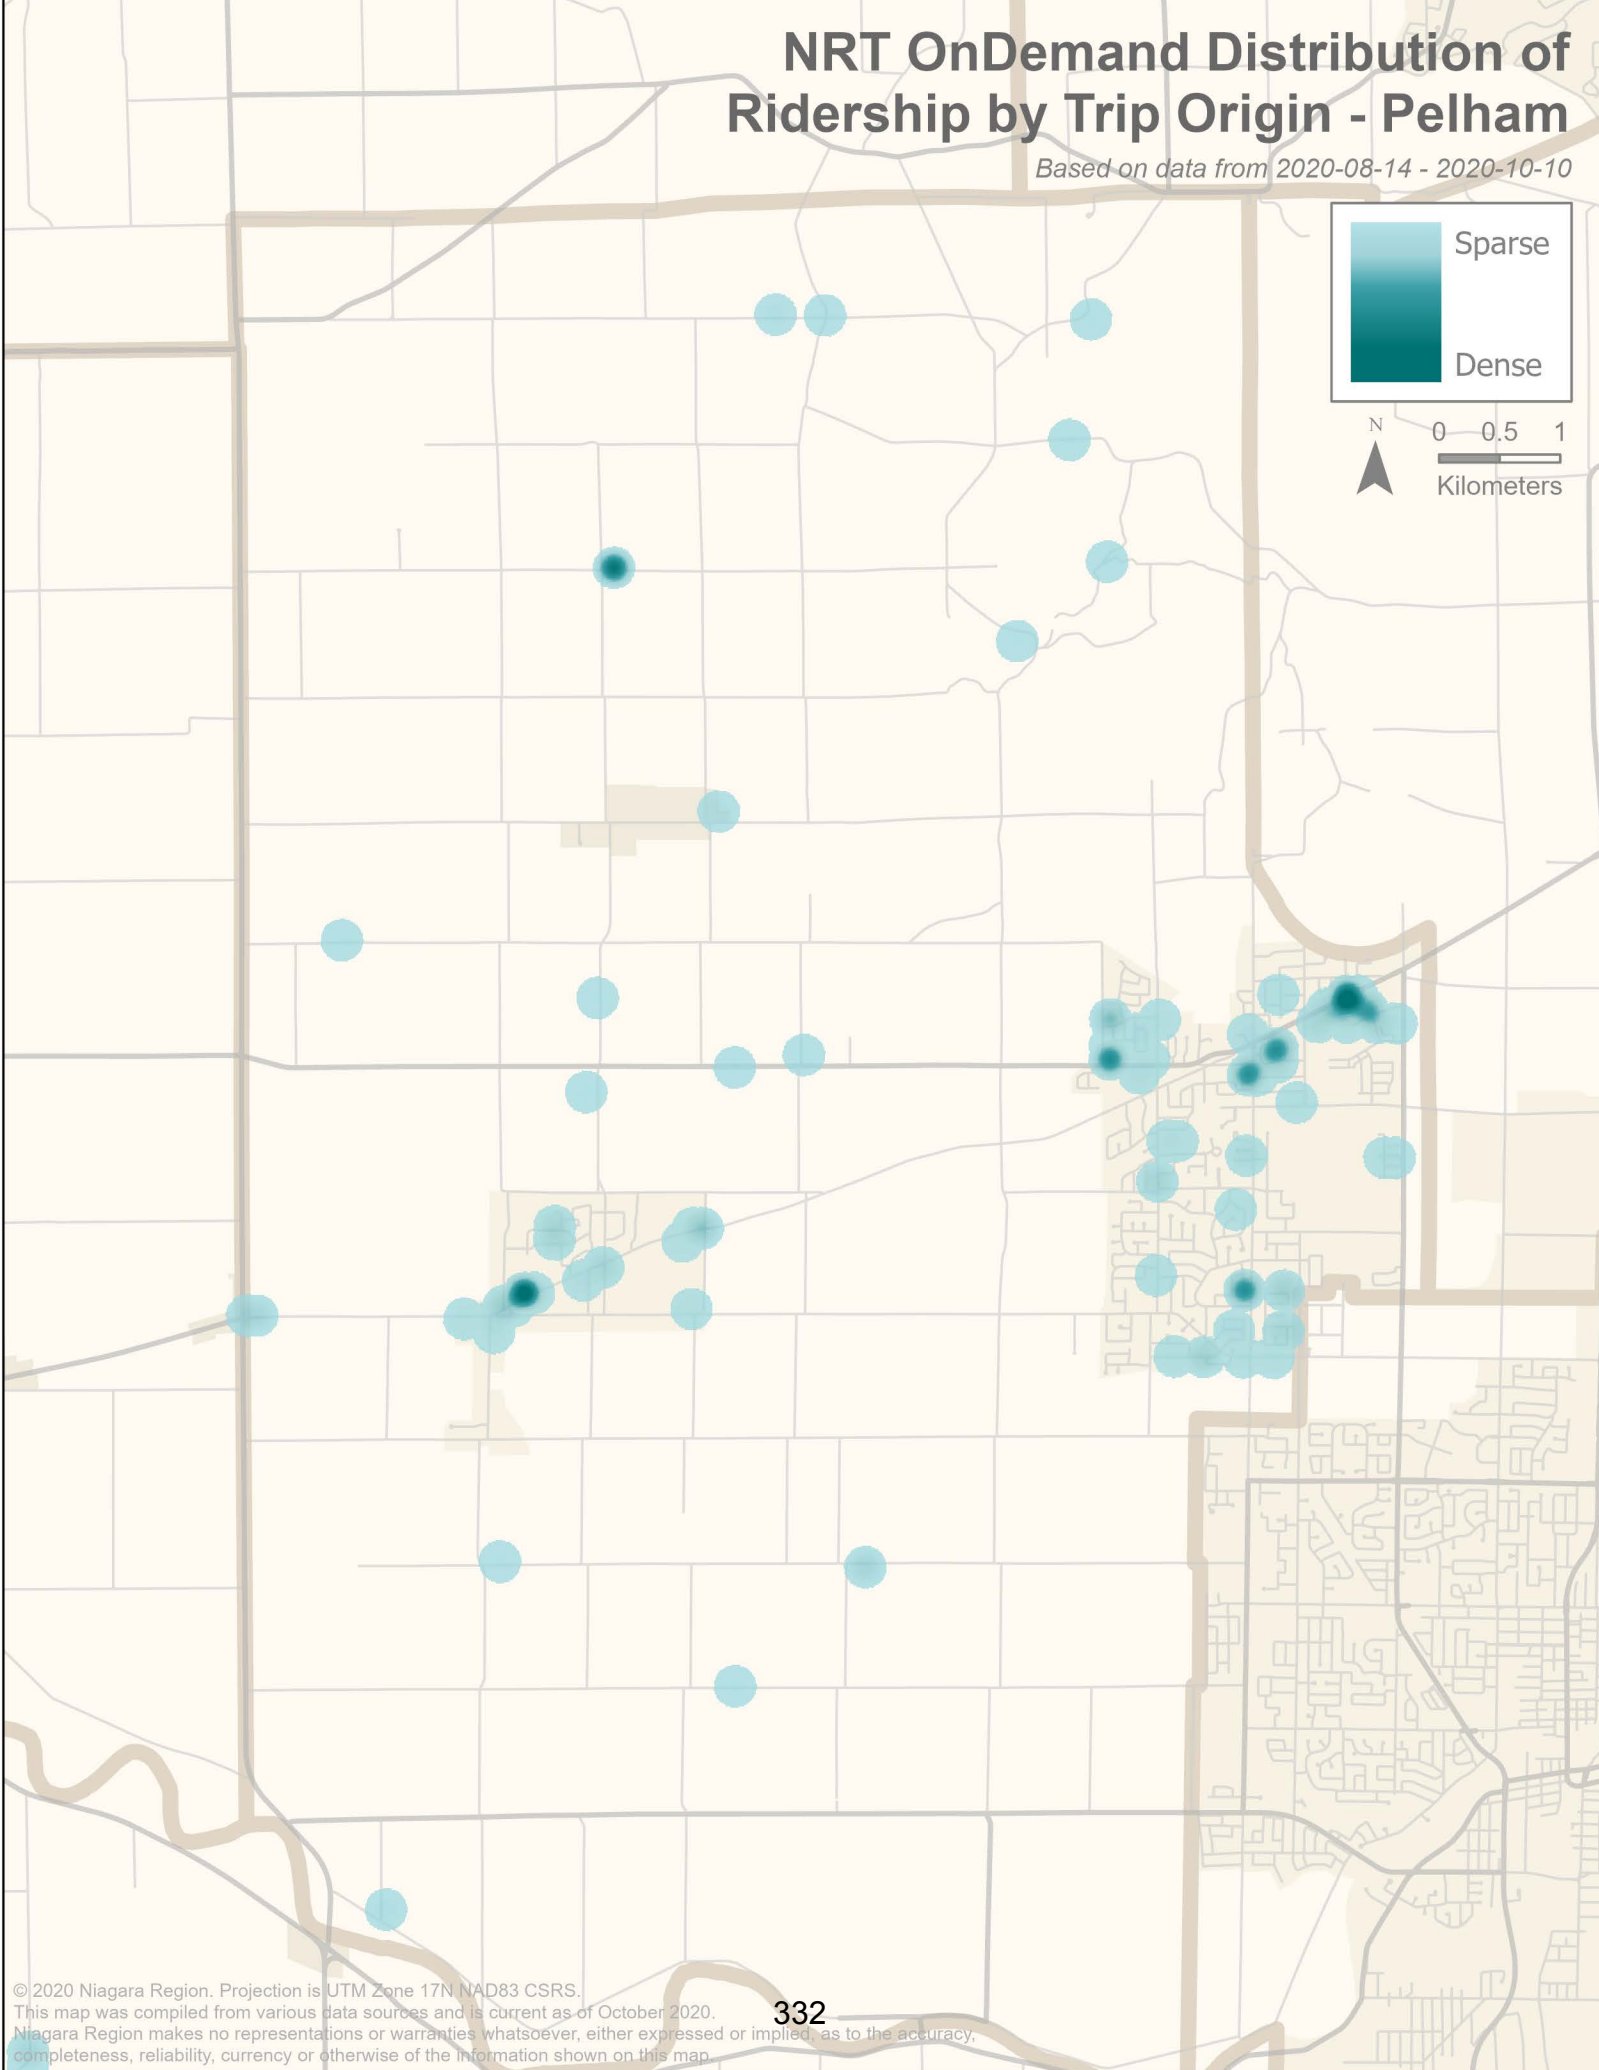 NRT OnDemand Distribution of
Ridership by Trip Origin - Pelham
Based on data from 2020-08-14 - 2020-10-10
Sparse
Dense
N
0 0.5 1
Kilometers
© 2020 Niagara Region. Projection is UTM Zone 17N NAD83 CSRS.
This map was compiled from various data sources and is current as of October 2020.
332
Niagara Region makes no representations or warranties whatsoever, either expressed or implied, as to the accuracy,
completeness, reliability, currency or otherwise of the information shown on this map.